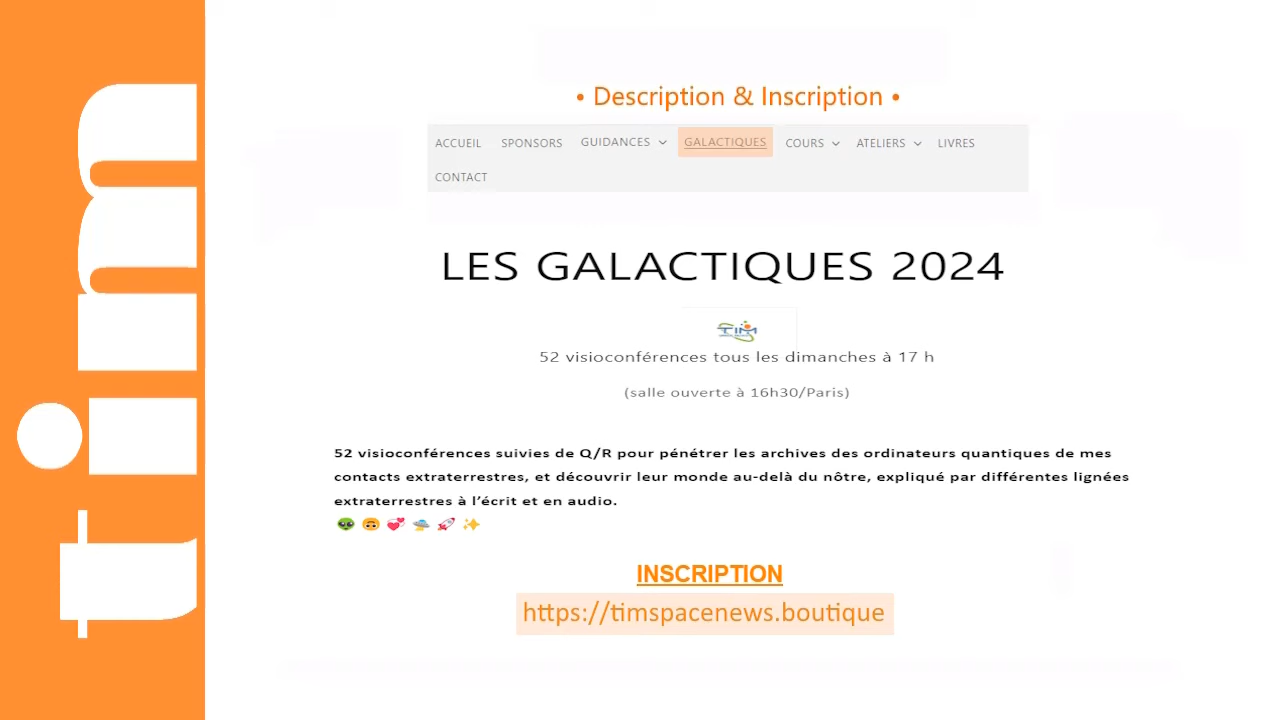 tim
• Description & Inscription •
ACCUEIL SPONSORS GUIDANCES GALACTIQUES COURS ATELIERS LIVRES
CONTACT
LES GALACTIQUES 2024
TIM
52 visioconférences tous les dimanches à 17 h
(salle ouverte à 16h30/Paris)
52 visioconférences suivies de Q/R pour pénétrer les archives des ordinateurs quantiques de mes
contacts extraterrestres, et découvrir leur monde au-delà du nôtre, expliqué par différentes lignées
extraterrestres à l’écrit et en audio.
👽 🙃 💞 🛸 🚀 ✨
INSCRIPTION
https://timspacenews.boutique